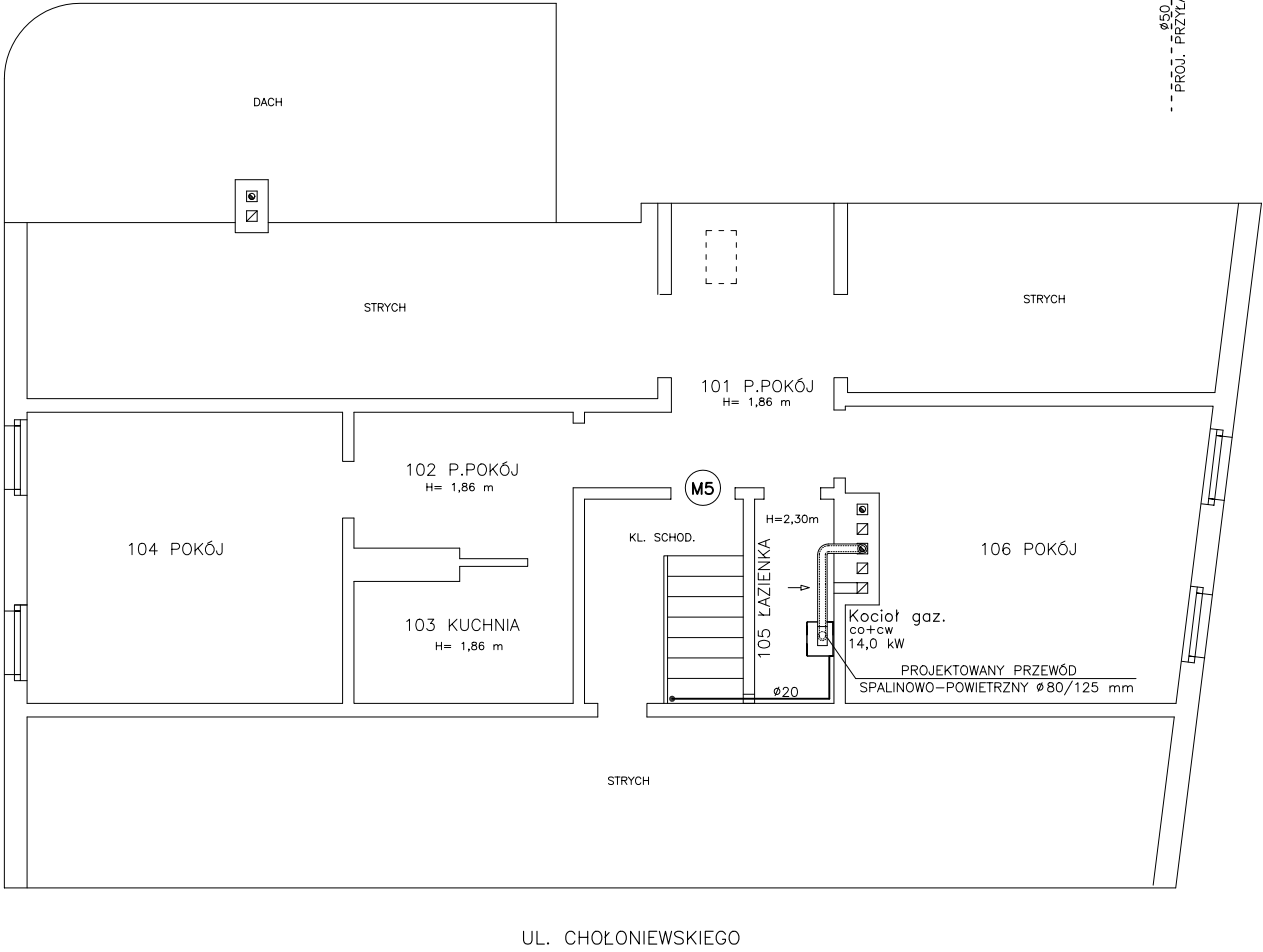 ø50
PROJ. PRZYŁA
DACH
STRYCH
STRYCH
101 P.POKÓJ
H= 1,86 m
102 P.POKÓJ
H= 1,86 m
M5
H=2,30m
KL. SCHOD.
104 POKÓJ
105 ŁAZIENKA
106 POKÓJ
103 KUCHNIA
H= 1,86 m
Kocioł gaz.
co+cw
14,0 kW
PROJEKTOWANY PRZEWÓD
SPALINOWO-POWIETRZNY ø80/125 mm
ø20
STRYCH
UL. CHOŁONIEWSKIEGO